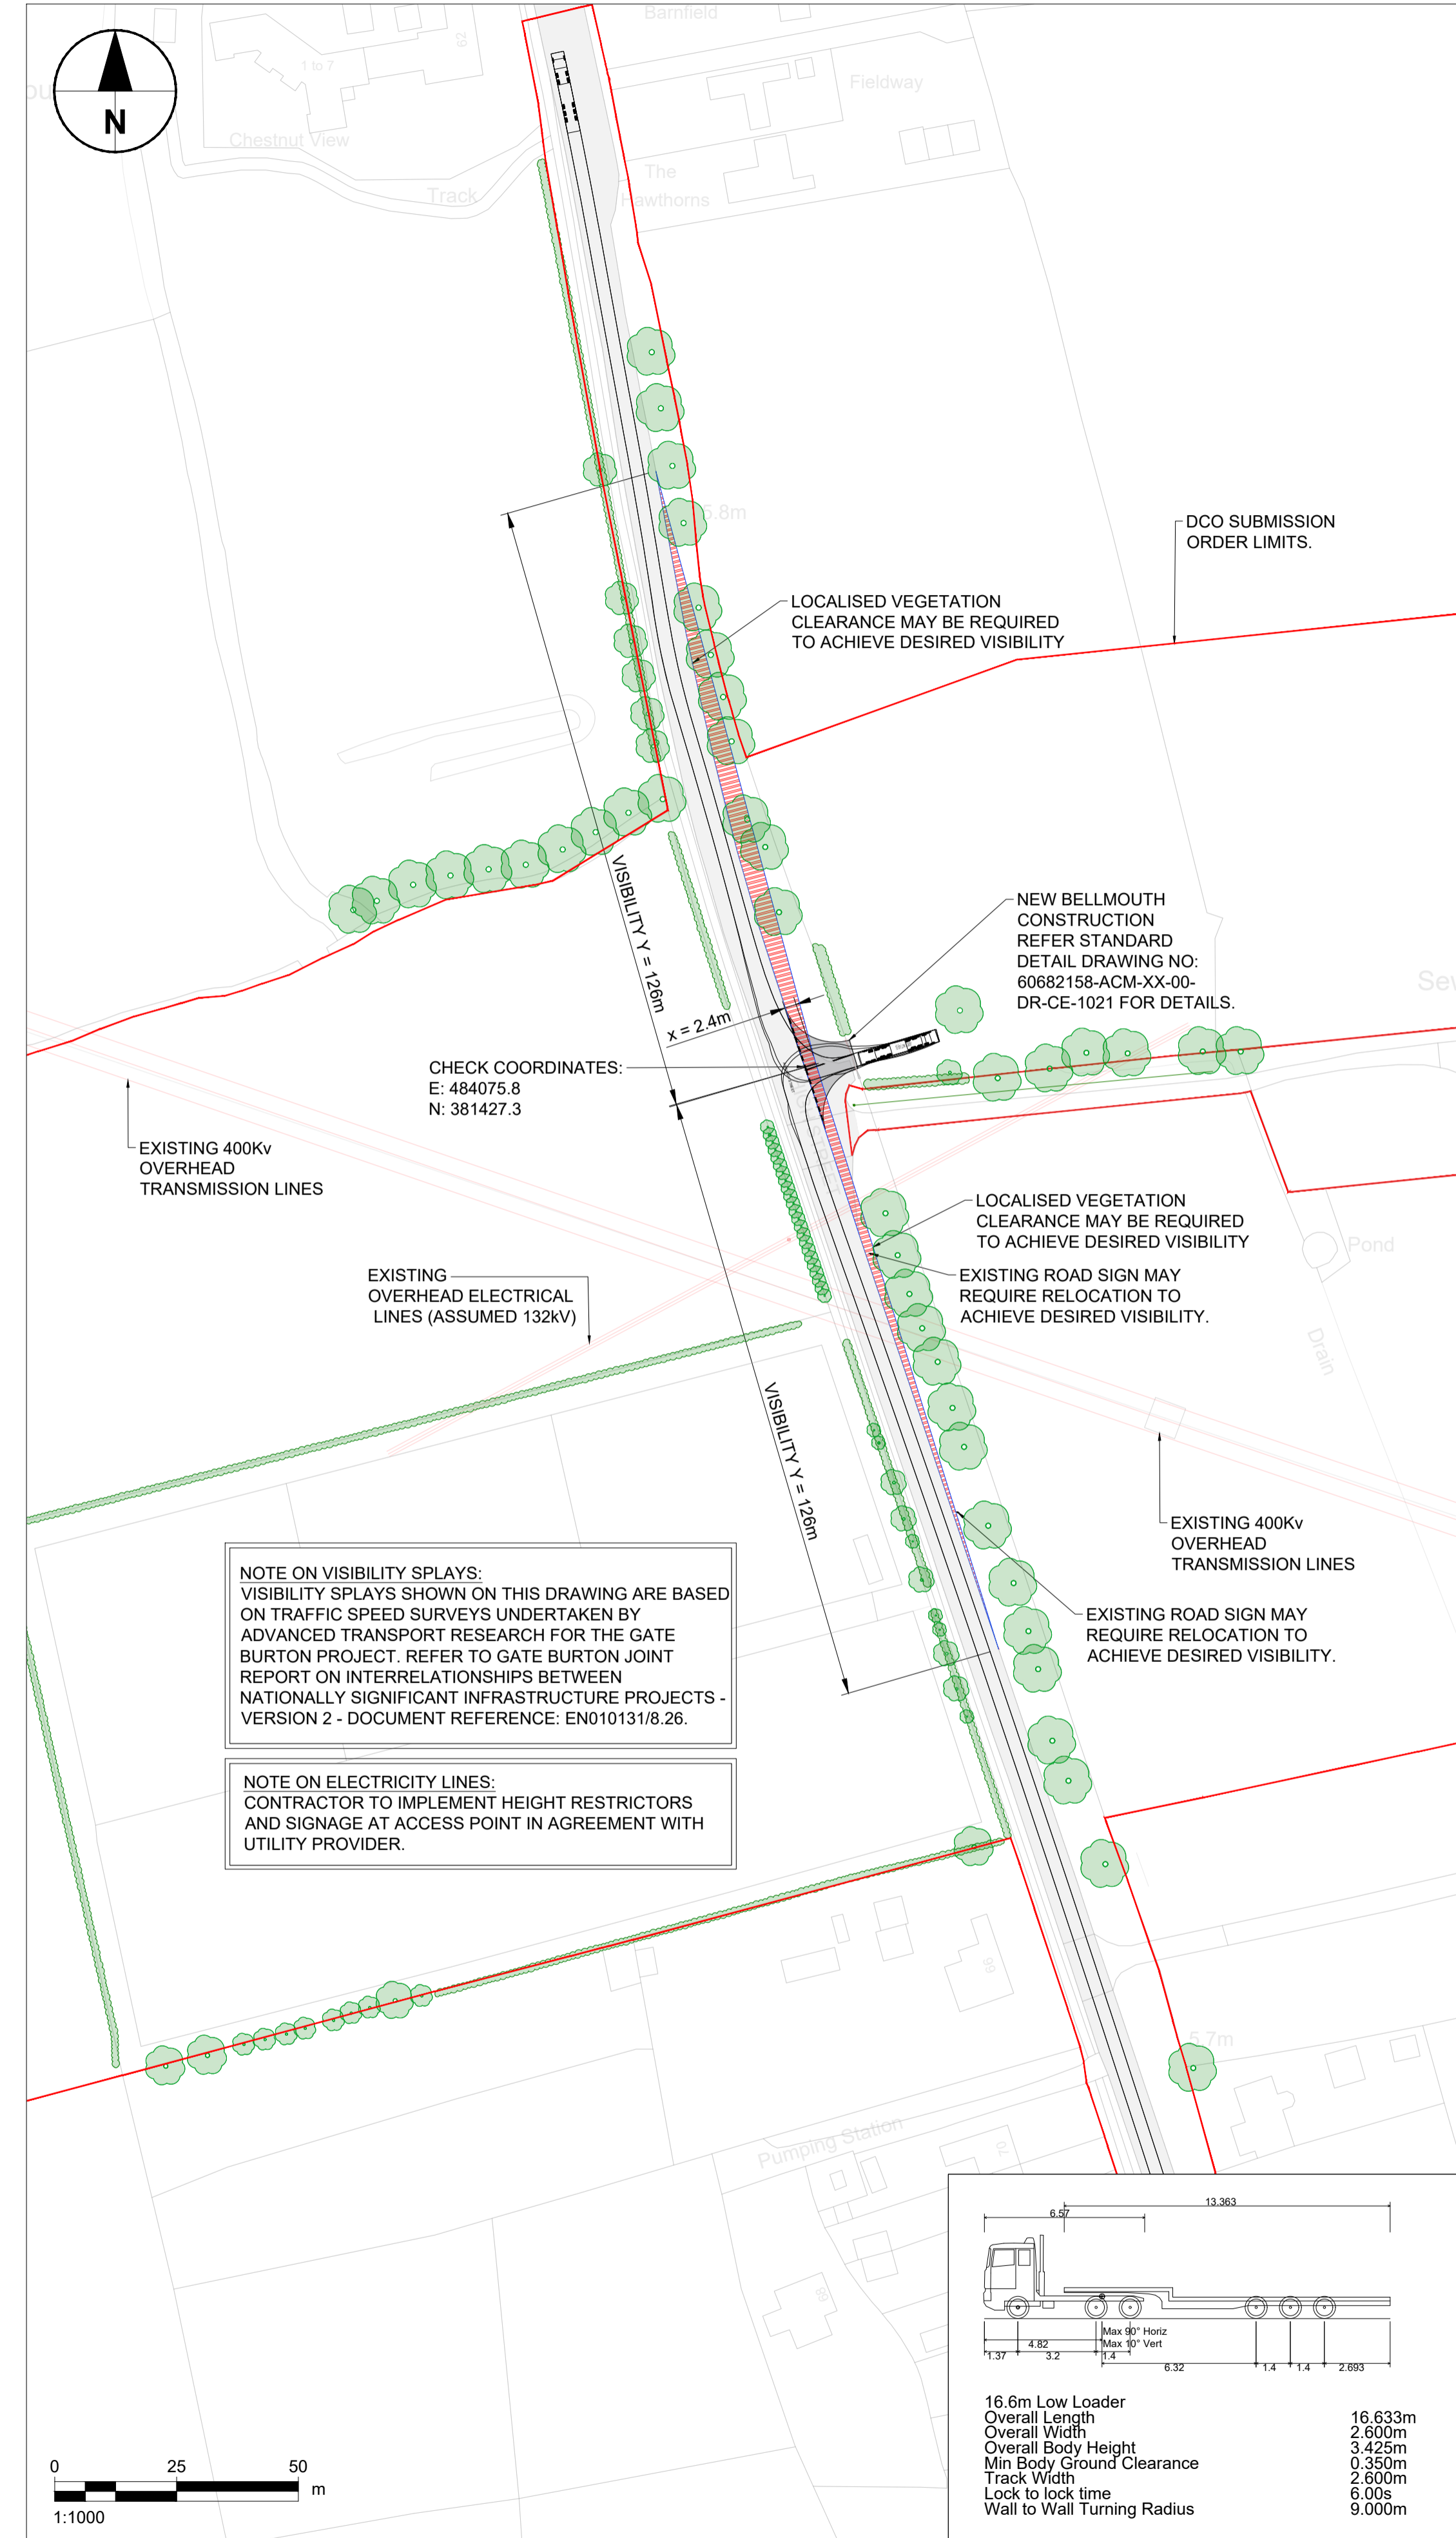 Barnfield
62
1 to 7
Fieldway
N
Chestnut View
Track
The
Hawthorns
5.8m
DCO SUBMISSION
ORDER LIMITS.
LOCALISED VEGETATION
CLEARANCE MAY BE REQUIRED
TO ACHIEVE DESIRED VISIBILITY
VISIBILITY Y = 126m
NEW BELLMOUTH
CONSTRUCTION
REFER STANDARD
DETAIL DRAWING NO:
60682158-ACM-XX-00-
DR-CE-1021 FOR DETAILS.
x = 2.4m
CHECK COORDINATES:
E: 484075.8
N: 381427.3
EXISTING 400Kv
OVERHEAD
TRANSMISSION LINES
LOCALISED VEGETATION
CLEARANCE MAY BE REQUIRED
TO ACHIEVE DESIRED VISIBILITY
Pond
EXISTING ROAD SIGN MAY
REQUIRE RELOCATION TO
ACHIEVE DESIRED VISIBILITY.
EXISTING
OVERHEAD ELECTRICAL
LINES (ASSUMED 132kV)
Drain
VISIBILITY Y = 126m
EXISTING 400Kv
OVERHEAD
TRANSMISSION LINES
NOTE ON VISIBILITY SPLAYS:
VISIBILITY SPLAYS SHOWN ON THIS DRAWING ARE BASED
ON TRAFFIC SPEED SURVEYS UNDERTAKEN BY
ADVANCED TRANSPORT RESEARCH FOR THE GATE
BURTON PROJECT. REFER TO GATE BURTON JOINT
REPORT ON INTERRELATIONSHIPS BETWEEN
NATIONALLY SIGNIFICANT INFRASTRUCTURE PROJECTS -
VERSION 2 - DOCUMENT REFERENCE: EN010131/8.26.
EXISTING ROAD SIGN MAY
REQUIRE RELOCATION TO
ACHIEVE DESIRED VISIBILITY.
NOTE ON ELECTRICITY LINES:
CONTRACTOR TO IMPLEMENT HEIGHT RESTRICTORS
AND SIGNAGE AT ACCESS POINT IN AGREEMENT WITH
UTILITY PROVIDER.
99
5.7m
Pumping Station
70
68
13.363
6.57
Max 90° Horiz
Max 10° Vert
4.82
1.37
3.2
1.4
6.32
1.4
1.4
2.693
16.6m Low Loader
Overall Length 16.633m
Overall Width 2.600m
Overall Body Height 3.425m
Min Body Ground Clearance 0.350m
Track Width 2.600m
Lock to lock time 6.00s
Wall to Wall Turning Radius 9.000m
0 25 50
m
1:1000